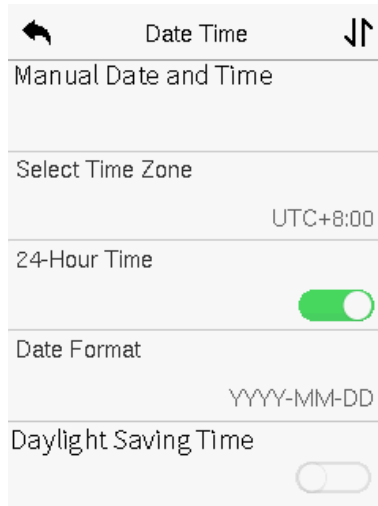 Date Time
Manual Date and Time
Select Time Zone
UTC+8:00
24-Hour Time
Date Format
YYYY-MM-DD
Daylight Saving Time